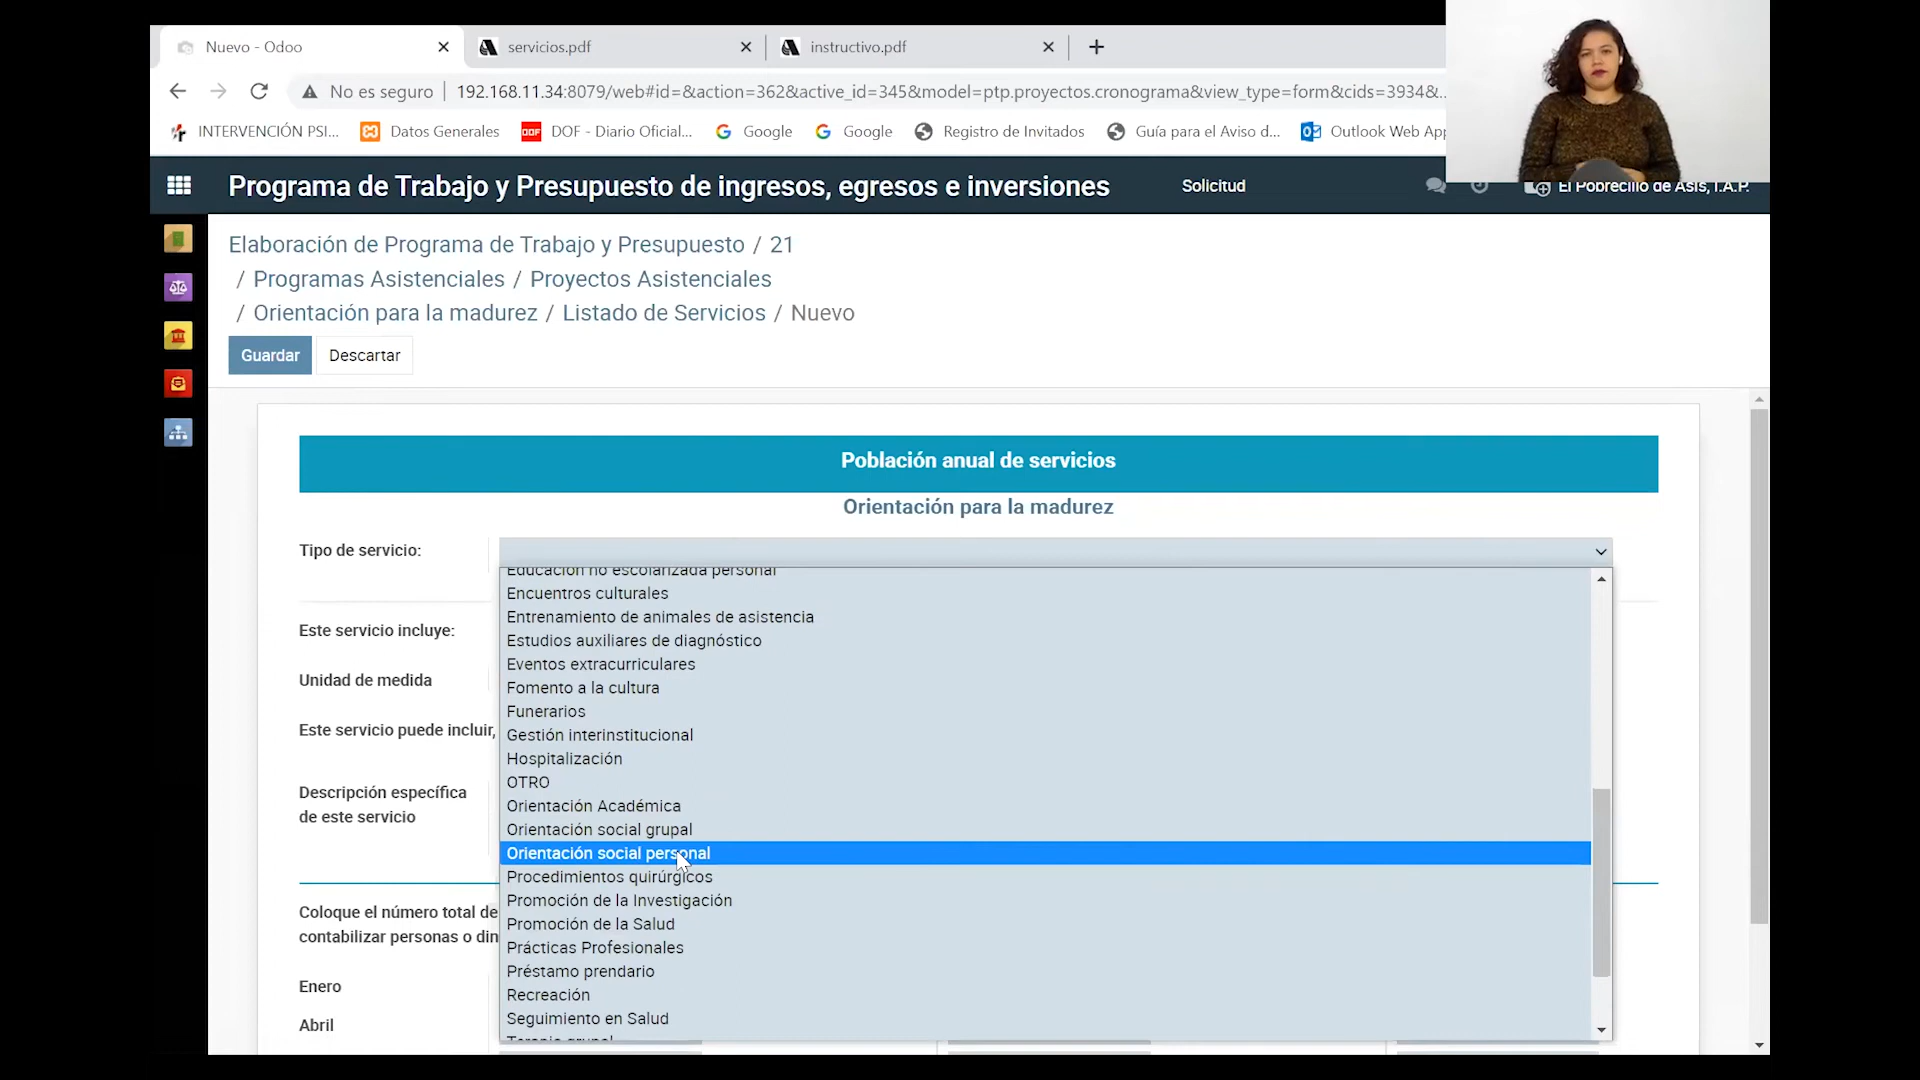 Nuevo - Odoo
servicios.pdf
instructivo.pdf
No es seguro
192.168.11.34:8079/web#id=&action=362&active_id=345&model=ptp.proyectos.cronograma&view_type=form&cids=3934&...
INTERVENCIÓN PSI...
Datos Generales
DOF - Diario Oficial...
Google
Google
Registro de Invitados
Guía para el Aviso d...
Outlook Web App
Programa de Trabajo y Presupuesto de ingresos, egresos e inversiones
Solicitud
El Pobrecillo de Asís, I.A.P.
Elaboración de Programa de Trabajo y Presupuesto / 21
/ Programas Asistenciales / Proyectos Asistenciales
/ Orientación para la madurez / Listado de Servicios / Nuevo
Guardar
Descartar
Población anual de servicios
Orientación para la madurez
Tipo de servicio:
Educación no escolarizada personal
Encuentros culturales
Entrenamiento de animales de asistencia
Estudios auxiliares de diagnóstico
Eventos extracurriculares
Fomento a la cultura
Funerarios
Gestión interinstitucional
Hospitalización
OTRO
Orientación Académica
Orientación social grupal
Orientación social personal
Procedimientos quirúrgicos
Promoción de la Investigación
Promoción de la Salud
Prácticas Profesionales
Préstamo prendario
Recreación
Seguimiento en Salud
Terapia grupal
Este servicio incluye:
Unidad de medida
Este servicio puede incluir,
Descripción específica
de este servicio
Coloque el número total de
contabilizar personas o din
Enero
Abril